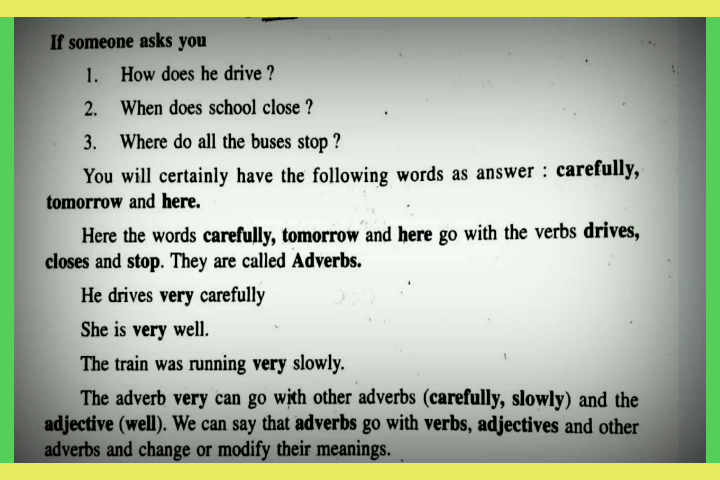 If someone asks you
1. How does he drive ?
2. When does school close ?
3. Where do all the buses stop ?
You will certainly have the following words as answer : carefully,
tomorrow and here.
Here the words carefully, tomorrow and here go with the verbs drives,
closes and stop. They are called Adverbs.
He drives very carefully
She is very well.
The train was running very slowly.
The adverb very can go with other adverbs (carefully, slowly) and the
adjective (well). We can say that adverbs go with verbs, adjectives and other
adverbs and change or modify their meanings.